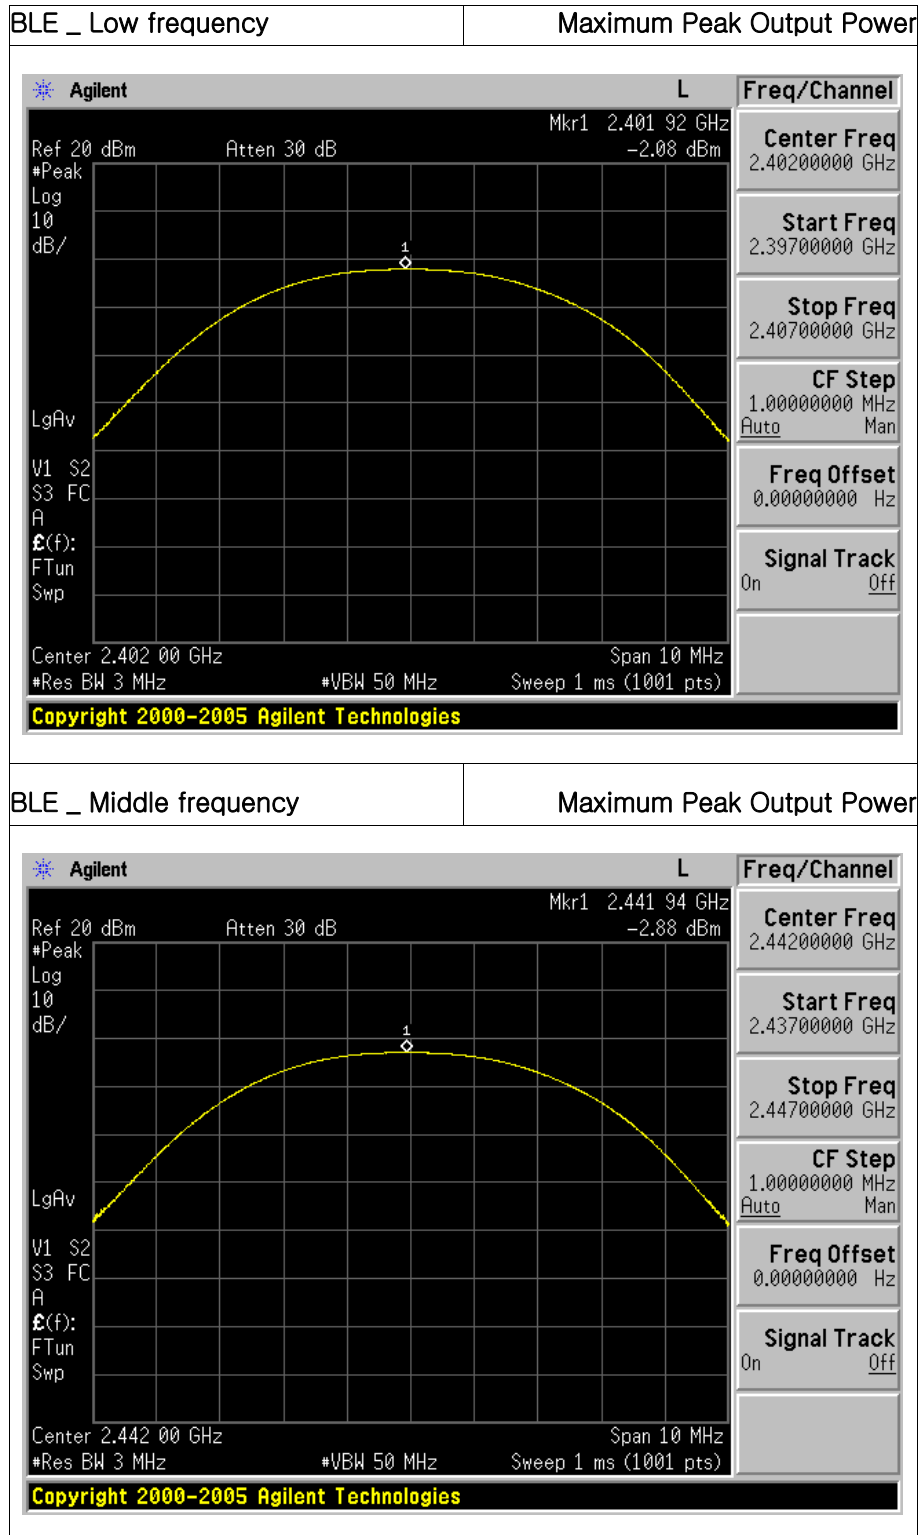 BLE _ Low frequency Maximum Peak Output Power
Agilent L Freq/Channel
Mkr1 2.401 92 GHz
Ref 20 dBm Atten 30 dB -2.08 dBm
#Peak
Log
10
dB/
1
LgAv
V1 S2
S3 FC
A
£(f):
FTun
Swp
Center 2.402 00 GHz Span 10 MHz
#Res BW 3 MHz #VBW 50 MHz Sweep 1 ms (1001 pts)
Copyright 2000-2005 Agilent Technologies
Center Freq
2.40200000 GHz
Start Freq
2.39700000 GHz
Stop Freq
2.40700000 GHz
CF Step
1.00000000 MHz
Auto Man
Freq Offset
0.00000000 Hz
Signal Track
On Off
BLE _ Middle frequency Maximum Peak Output Power
Agilent L Freq/Channel
Mkr1 2.441 94 GHz
Ref 20 dBm Atten 30 dB -2.88 dBm
#Peak
Log
10
dB/
1
LgAv
V1 S2
S3 FC
A
£(f):
FTun
Swp
Center 2.442 00 GHz Span 10 MHz
#Res BW 3 MHz #VBW 50 MHz Sweep 1 ms (1001 pts)
Copyright 2000-2005 Agilent Technologies
Center Freq
2.44200000 GHz
Start Freq
2.43700000 GHz
Stop Freq
2.44700000 GHz
CF Step
1.00000000 MHz
Auto Man
Freq Offset
0.00000000 Hz
Signal Track
On Off